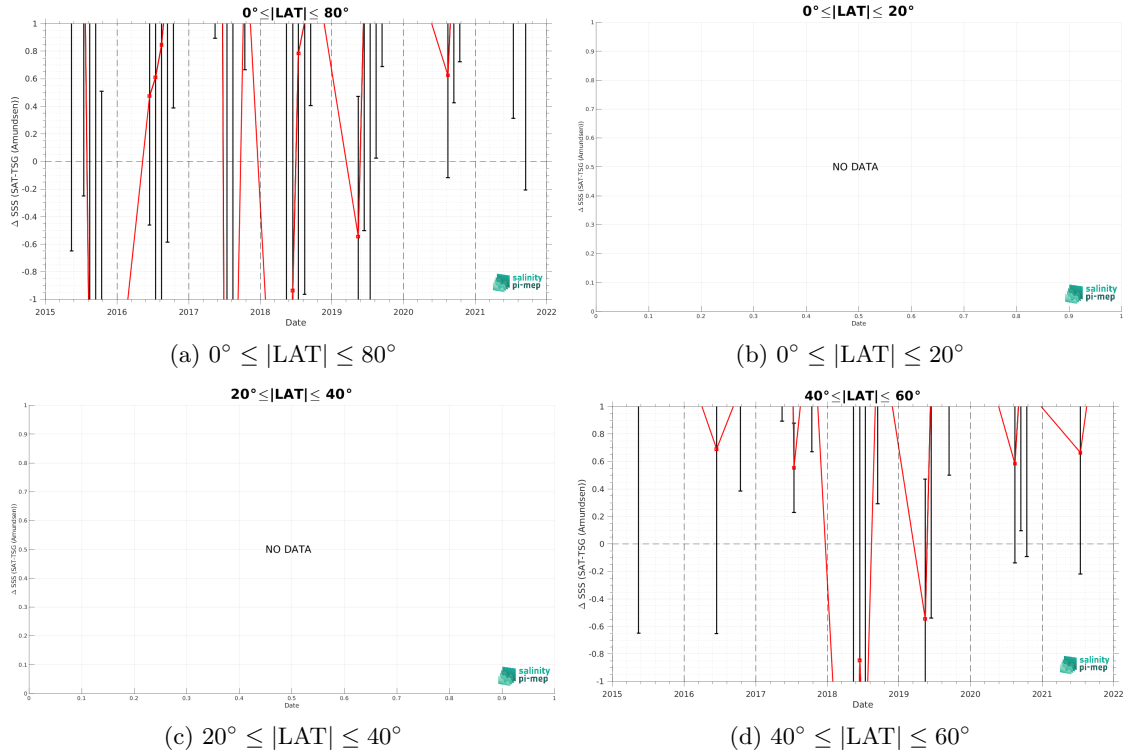 0°≤|LAT|≤ 80°
Δ SSS (SAT-TSG (Amundsen))
1
0.8
0.6
0.4
0.2
0
-0.2
-0.4
-0.6
-0.8
-1
2015 2016 2017 2018 2019 2020 2021 2022
Date
salinity
pi-mep
(a) 0° ≤ |LAT| ≤ 80°
0°≤|LAT|≤ 20°
Δ SSS (SAT-TSG (Amundsen))
1
0.9
0.8
0.7
0.6
0.5
0.4
0.3
0.2
0.1
0
NO DATA
0 0.1 0.2 0.3 0.4 0.5 0.6 0.7 0.8 0.9 1
Date
salinity
pi-mep
(b) 0° ≤ |LAT| ≤ 20°
20°≤|LAT|≤ 40°
Δ SSS (SAT-TSG (Amundsen))
1
0.9
0.8
0.7
0.6
0.5
0.4
0.3
0.2
0.1
0
NO DATA
0 0.1 0.2 0.3 0.4 0.5 0.6 0.7 0.8 0.9 1
Date
salinity
pi-mep
(c) 20° ≤ |LAT| ≤ 40°
40°≤|LAT|≤ 60°
Δ SSS (SAT-TSG (Amundsen))
1
0.8
0.6
0.4
0.2
0
-0.2
-0.4
-0.6
-0.8
-1
2015 2016 2017 2018 2019 2020 2021 2022
Date
salinity
pi-mep
(d) 40° ≤ |LAT| ≤ 60°